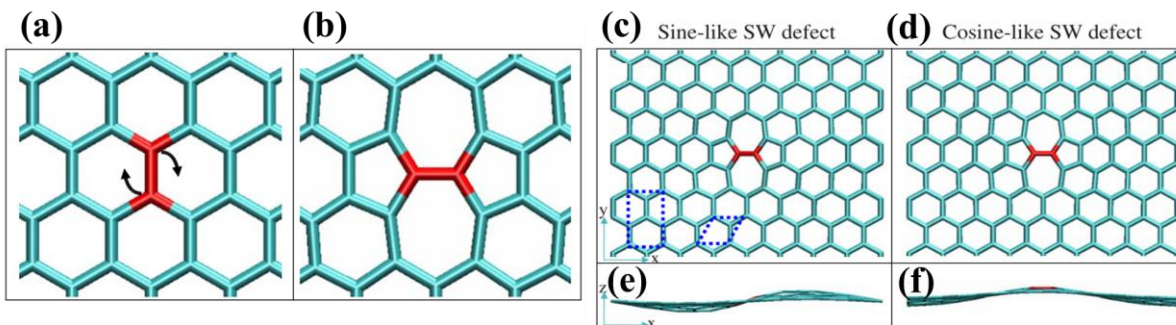 (a)
(b)
(c)
(d)
Sine-like SW defect
Cosine-like SW defect
y
x
(e)
(f)
z
x